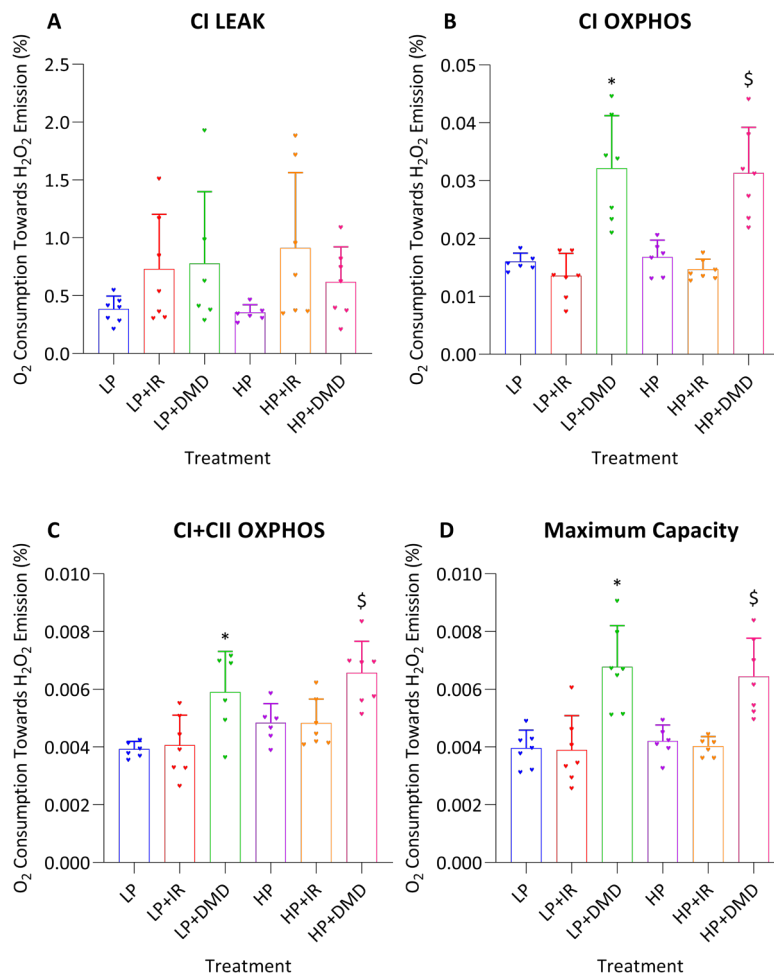 A CI LEAK
O₂ Consumption Towards H₂O₂ Emission (%)
2.5
2.0
1.5
1.0
0.5
0.0
LP
LP+IR
LP+DMD
HP
HP+IR
HP+DMD
Treatment
B CI OXPHOS
O₂ Consumption Towards H₂O₂ Emission (%)
0.05
0.04
0.03
0.02
0.01
0.00
*
$
LP
LP+IR
LP+DMD
HP
HP+IR
HP+DMD
Treatment
C CI+CII OXPHOS
O₂ Consumption Towards H₂O₂ Emission (%)
0.010
0.008
0.006
0.004
0.002
0.000
*
$
LP
LP+IR
LP+DMD
HP
HP+IR
HP+DMD
Treatment
D Maximum Capacity
O₂ Consumption Towards H₂O₂ Emission (%)
0.010
0.008
0.006
0.004
0.002
0.000
*
$
LP
LP+IR
LP+DMD
HP
HP+IR
HP+DMD
Treatment